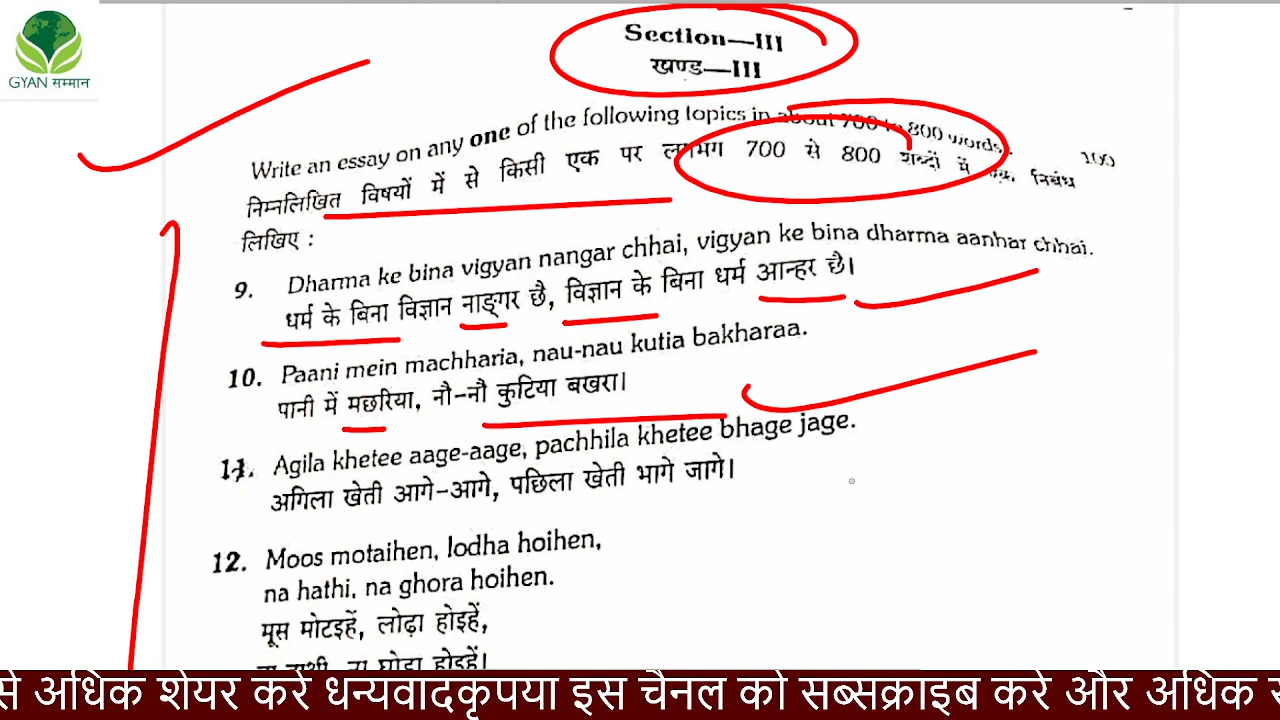 GYAN सम्मान
Section—III
खण्ड—III
Write an essay on any one of the following topics in about 700 to 800 words. 100
निम्नलिखित विषयों में से किसी एक पर लगभग 700 से 800 शब्दों में एक निबंध
लिखिए :
9. Dharma ke bina vigyan nangar chhai, vigyan ke bina dharma aanhar chhai.
धर्म के बिना विज्ञान नाङ्गर छै, विज्ञान के बिना धर्म आन्हर छै।
10. Paani mein machharia, nau-nau kutia bakharaa.
पानी में मछरिया, नौ-नौ कुटिया बखरा।
11. Agila khetee aage-aage, pachhila khetee bhage jage.
अगिला खेती आगे-आगे, पछिला खेती भागे जागे।
12. Moos motaihen, lodha hoihen,
na hathi, na ghora hoihen.
मूस मोटइहें, लोढ़ा होइहें,
ना हाथी, ना घोड़ा होइहें।
से अधिक शेयर करें धन्यवादकृपया इस चैनल को सब्सक्राइब करे और अधिक